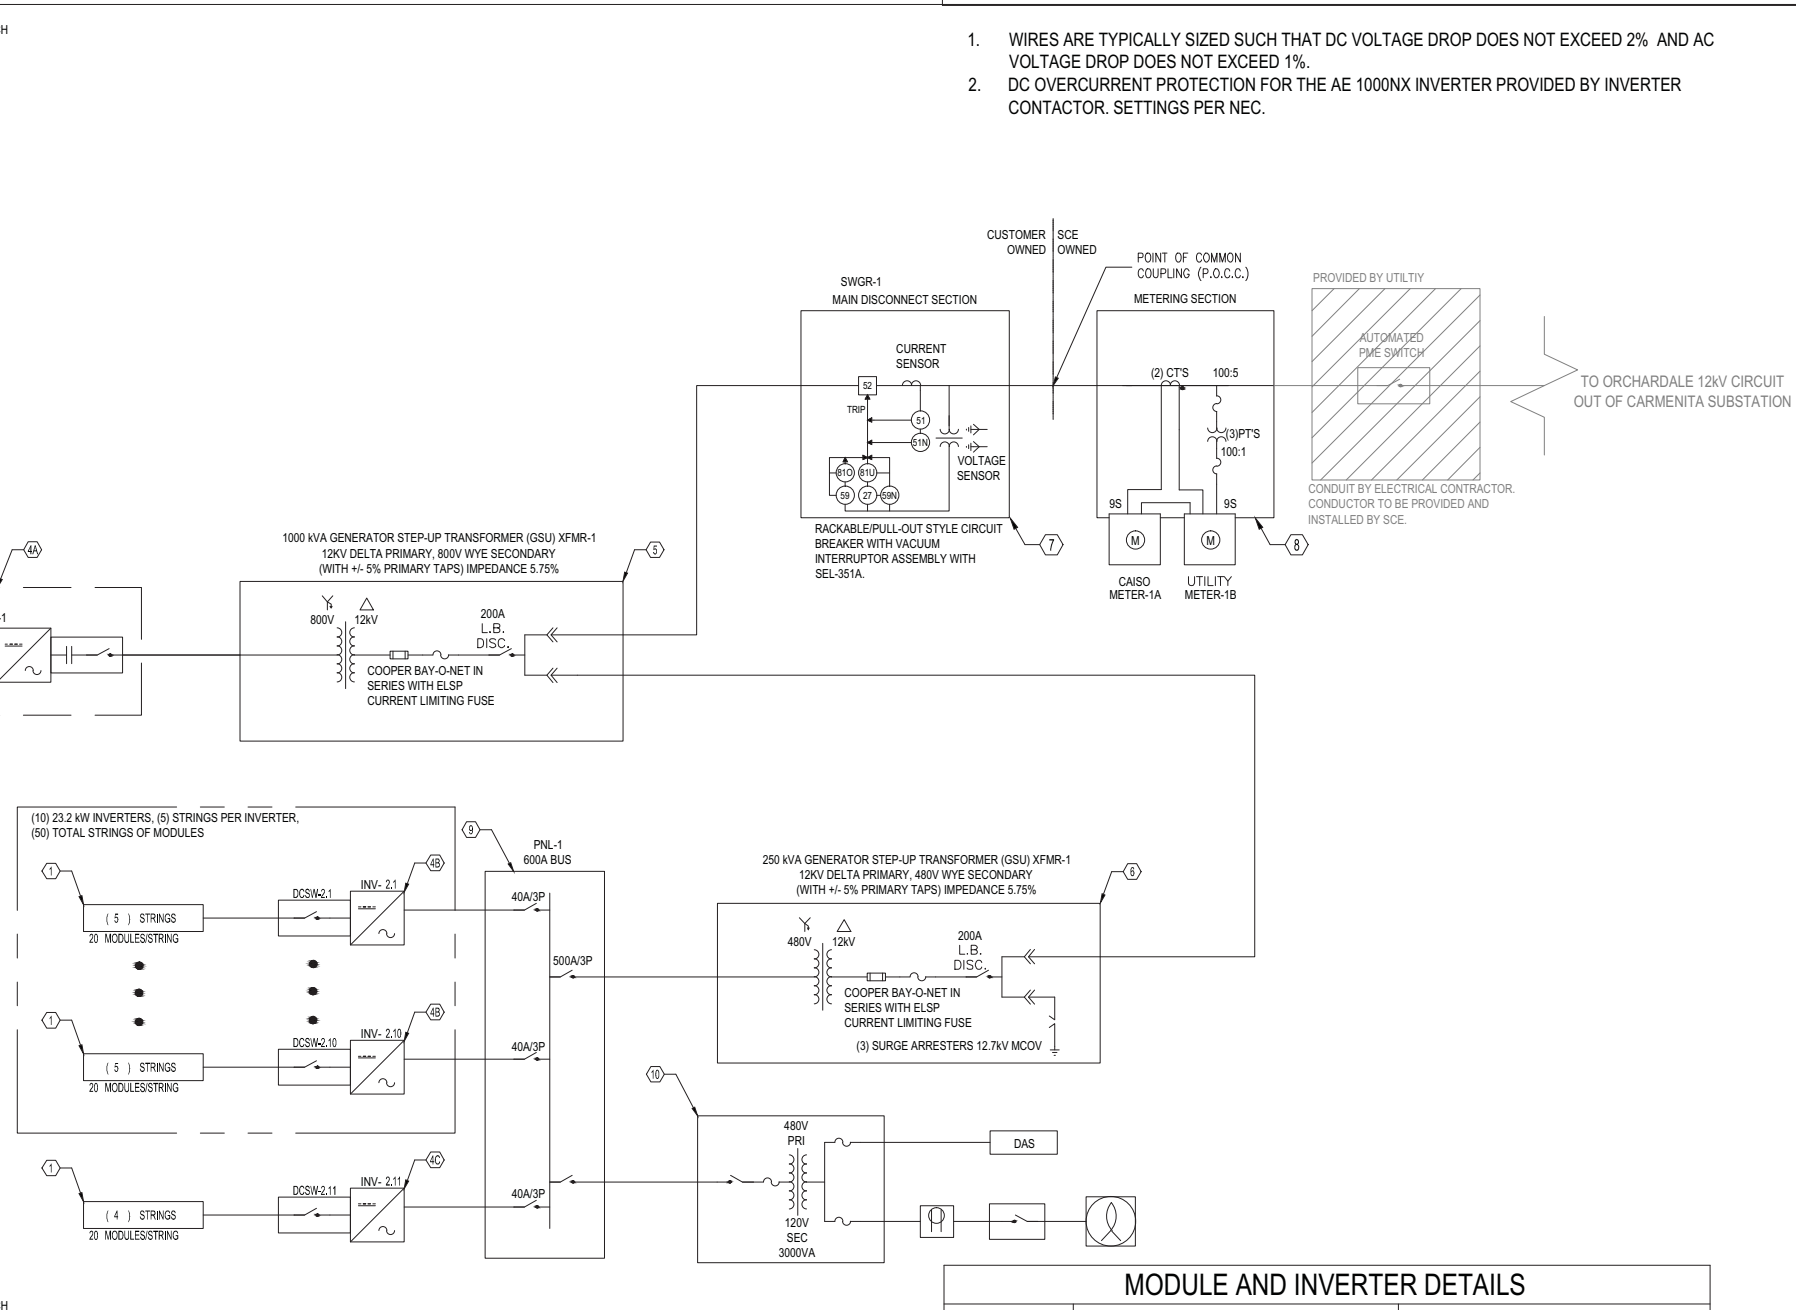 1. WIRES ARE TYPICALLY SIZED SUCH THAT DC VOLTAGE DROP DOES NOT EXCEED 2% AND AC
VOLTAGE DROP DOES NOT EXCEED 1%.
2. DC OVERCURRENT PROTECTION FOR THE AE 1000NX INVERTER PROVIDED BY INVERTER
CONTACTOR. SETTINGS PER NEC.
CUSTOMER
OWNED
SCE
OWNED
POINT OF COMMON
COUPLING (P.O.C.C.)
SWGR-1
MAIN DISCONNECT SECTION
CURRENT
SENSOR
52
TRIP
51
51N
81O
81U
59
27
59N
VOLTAGE
SENSOR
RACKABLE/PULL-OUT STYLE CIRCUIT
BREAKER WITH VACUUM
INTERRUPTOR ASSEMBLY WITH
SEL-351A.
7
METERING SECTION
(2) CT'S
100:5
(3)PT'S
100:1
9S
9S
M
M
8
CAISO
METER-1A
UTILITY
METER-1B
PROVIDED BY UTILTIY
AUTOMATED
PME SWITCH
CONDUIT BY ELECTRICAL CONTRACTOR.
CONDUCTOR TO BE PROVIDED AND
INSTALLED BY SCE.
TO ORCHARDALE 12kV CIRCUIT
OUT OF CARMENITA SUBSTATION
4A
-1
1000 kVA GENERATOR STEP-UP TRANSFORMER (GSU) XFMR-1
12KV DELTA PRIMARY, 800V WYE SECONDARY
(WITH +/- 5% PRIMARY TAPS) IMPEDANCE 5.75%
5
800V
12kV
200A
L.B.
DISC.
COOPER BAY-O-NET IN
SERIES WITH ELSP
CURRENT LIMITING FUSE
(10) 23.2 kW INVERTERS, (5) STRINGS PER INVERTER,
(50) TOTAL STRINGS OF MODULES
1
( 5 ) STRINGS
20 MODULES/STRING
DCSW-2.1
INV- 2.1
4B
1
( 5 ) STRINGS
20 MODULES/STRING
DCSW-2.10
INV- 2.10
4B
1
( 4 ) STRINGS
20 MODULES/STRING
DCSW-2.11
INV- 2.11
4C
9
PNL-1
600A BUS
40A/3P
500A/3P
40A/3P
40A/3P
250 kVA GENERATOR STEP-UP TRANSFORMER (GSU) XFMR-1
12KV DELTA PRIMARY, 480V WYE SECONDARY
(WITH +/- 5% PRIMARY TAPS) IMPEDANCE 5.75%
6
480V
12kV
200A
L.B.
DISC.
COOPER BAY-O-NET IN
SERIES WITH ELSP
CURRENT LIMITING FUSE
(3) SURGE ARRESTERS 12.7kV MCOV
10
480V
PRI
120V
SEC
3000VA
DAS
MODULE AND INVERTER DETAILS